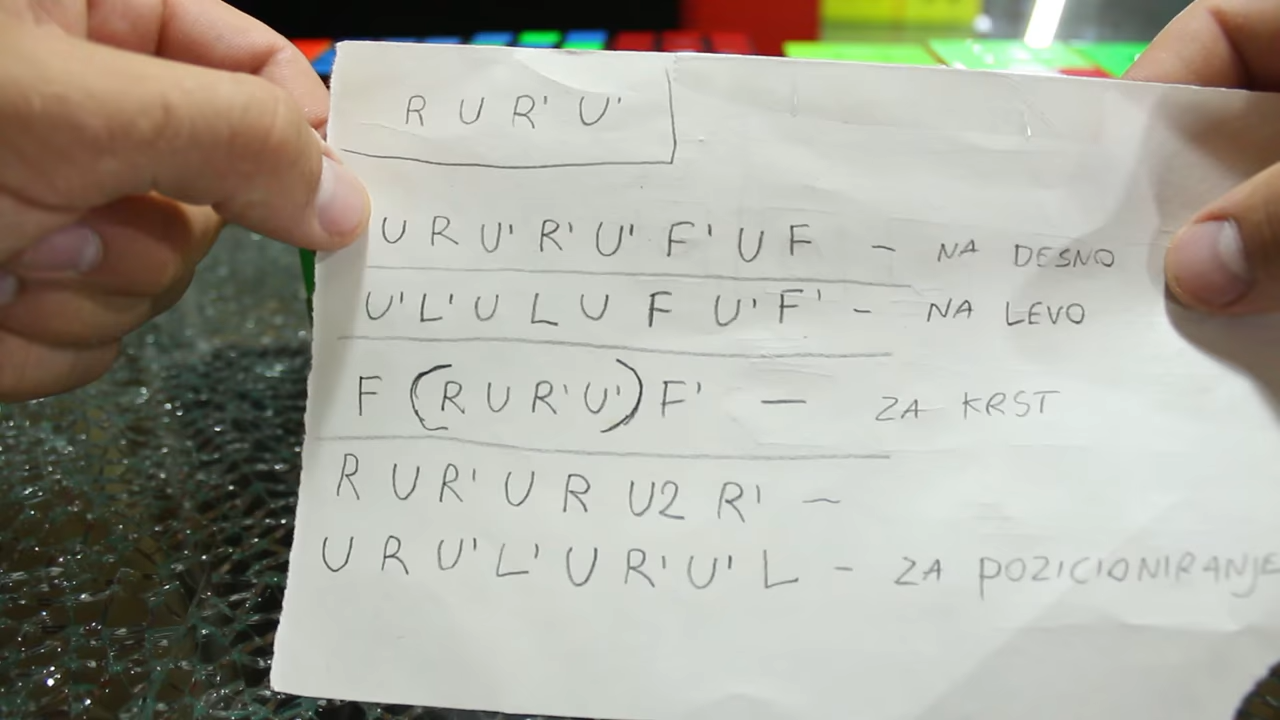 R U R' U'
U R U' R' U' F' U F - NA DESNO
U' L' U L U F U' F' - NA LEVO
F (R U R' U') F' - ZA KRST
R U R' U R U2 R' -
U R U' L' U R' U' L - ZA POZICIONIRANJE